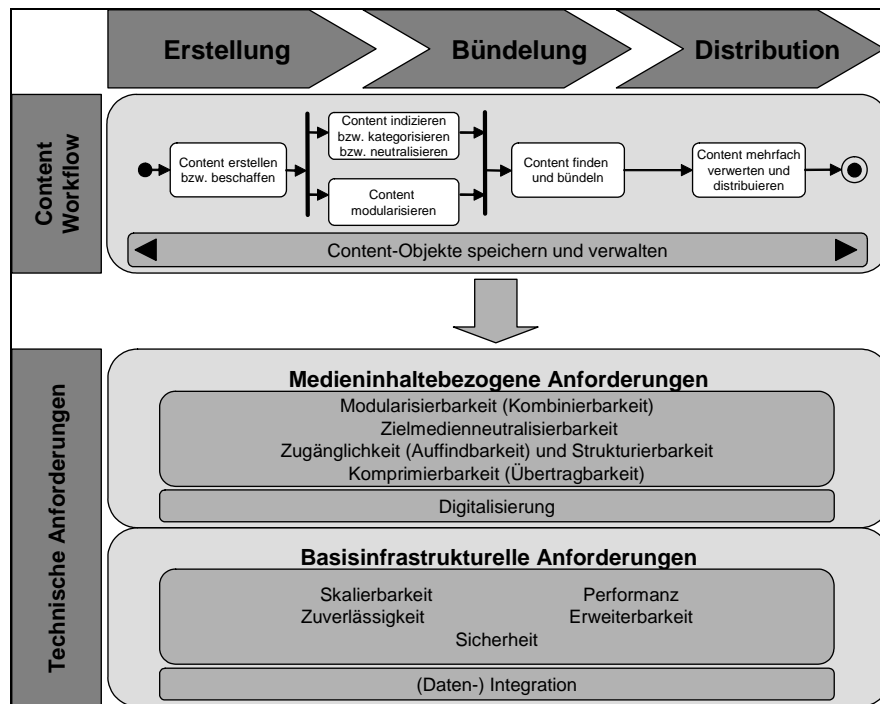 Erstellung
Bündelung
Distribution
Content
Workflow
Content erstellen
bzw. beschaffen
Content indizieren
bzw. kategorisieren
bzw. neutralisieren
Content
modularisieren
Content finden
und bündeln
Content mehrfach
verwerten und
distribuieren
Content-Objekte speichern und verwalten
Technische Anforderungen
Medieninhaltebezogene Anforderungen
Modularisierbarkeit (Kombinierbarkeit)
Zielmedienneutralisierbarkeit
Zugänglichkeit (Auffindbarkeit) und Strukturierbarkeit
Komprimierbarkeit (Übertragbarkeit)
Digitalisierung
Basisinfrastrukturelle Anforderungen
Skalierbarkeit Performanz
Zuverlässigkeit Erweiterbarkeit
Sicherheit
(Daten-) Integration